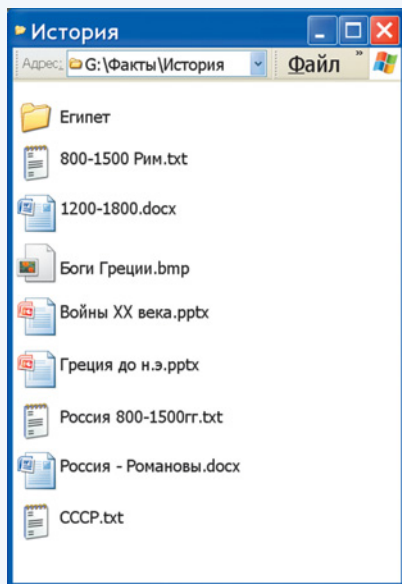 История
Адрес: G:\Факты\История » Файл
Египет
800-1500 Рим.txt
1200-1800.docx
Боги Греции.bmp
Войны XX века.pptx
Греция до н.э.pptx
Россия 800-1500гг.txt
Россия - Романовы.docx
СССР.txt